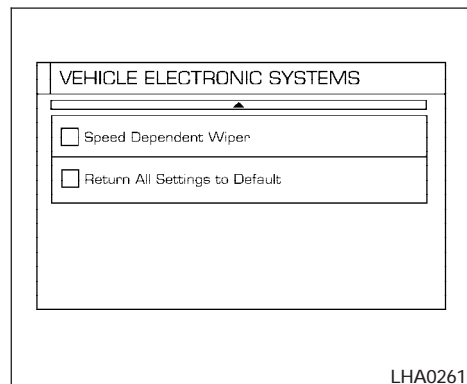 VEHICLE ELECTRONIC SYSTEMS
Speed Dependent Wiper
Return All Settings to Default
LHA0261